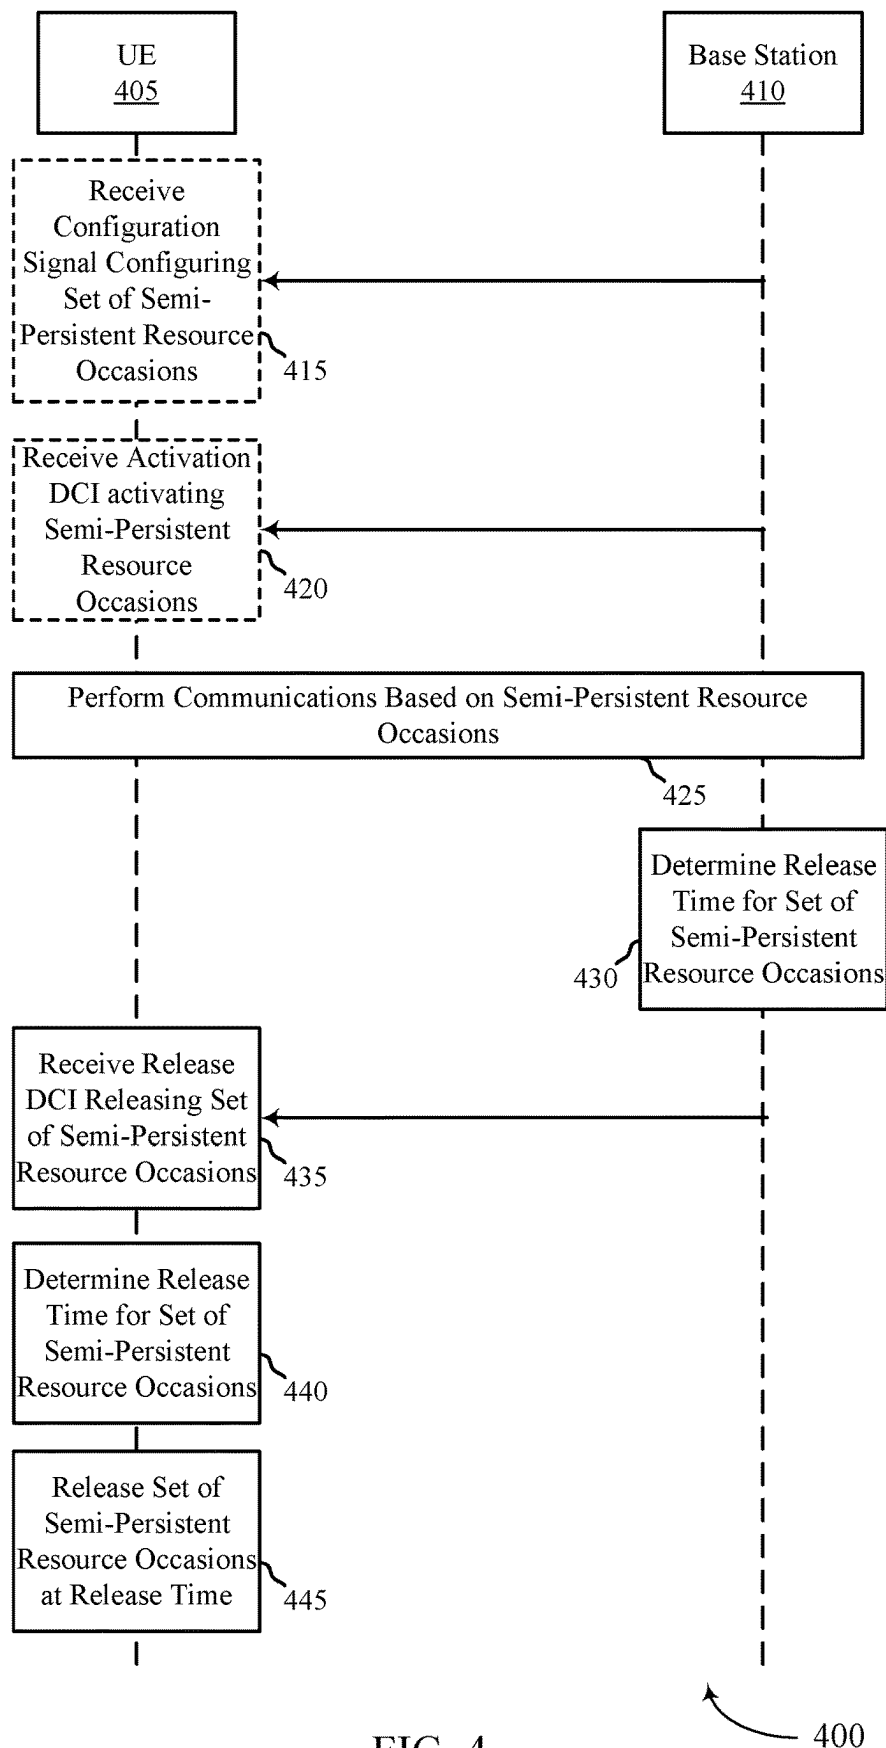 UE
405
Base Station
410
Receive
Configuration
Signal Configuring
Set of Semi-
Persistent Resource
Occasions
415
Receive Activation
DCI activating
Semi-Persistent
Resource
Occasions
420
Perform Communications Based on Semi-Persistent Resource
Occasions
425
Determine Release
Time for Set of
Semi-Persistent
Resource Occasions
430
Receive Release
DCI Releasing Set
of Semi-Persistent
Resource Occasions
435
Determine Release
Time for Set of
Semi-Persistent
Resource Occasions
440
Release Set of
Semi-Persistent
Resource Occasions
at Release Time
445
400
FIG. 4